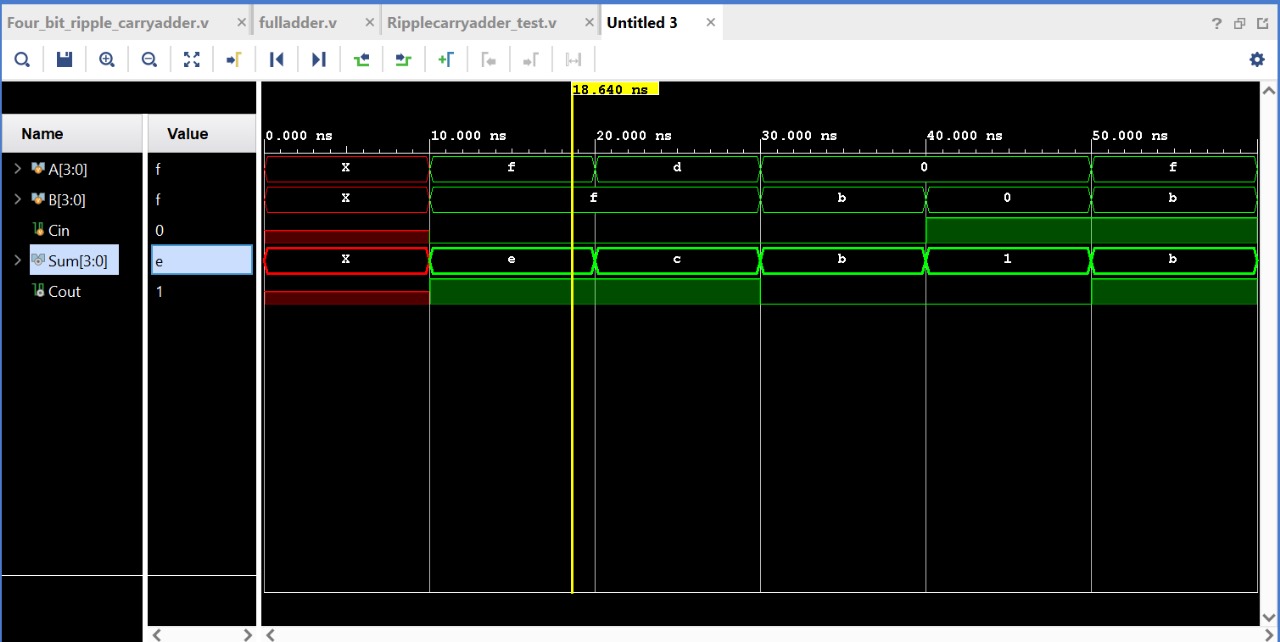 Four_bit_ripple_carryadder.v × fulladder.v × Ripplecarryadder_test.v × Untitled 3 × ?
18.640 ns
Name Value
0.000 ns 10.000 ns 20.000 ns 30.000 ns 40.000 ns 50.000 ns
A[3:0] f X f d 0 f
B[3:0] f X f b 0 b
Cin 0
Sum[3:0] e X e c b 1 b
Cout 1